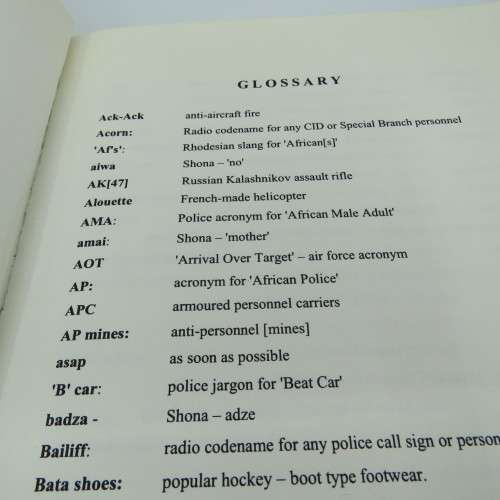 GLOSSARY
Ack-Ack anti-aircraft fire
Acorn: Radio codename for any CID or Special Branch personnel
'Af's': Rhodesian slang for 'African[s]'
aiwa Shona – 'no'
AK[47] Russian Kalashnikov assault rifle
Alouette French-made helicopter
AMA: Police acronym for 'African Male Adult'
amai: Shona – 'mother'
AOT 'Arrival Over Target' – air force acronym
AP: acronym for 'African Police'
APC armoured personnel carriers
AP mines: anti-personnel [mines]
asap as soon as possible
'B' car: police jargon for 'Beat Car'
badza - Shona – adze
Bailiff: radio codename for any police call sign or person
Bata shoes: popular hockey – boot type footwear.